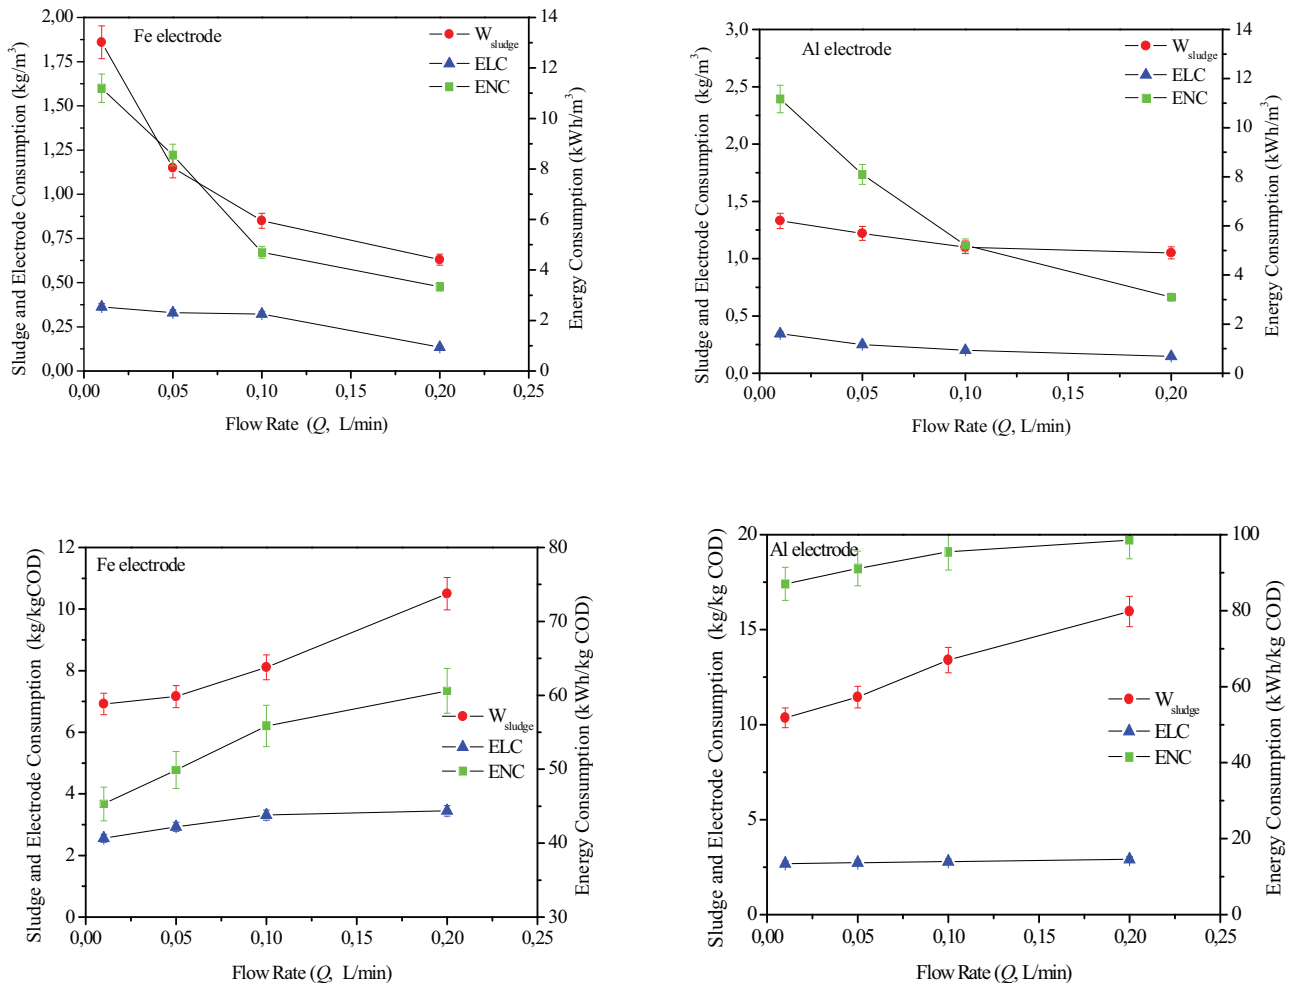 Fe electrode
W sludge
ELC
ENC
2,00
1,75
1,50
1,25
1,00
0,75
0,50
0,25
0,00
14
12
10
8
6
4
2
0
0,00 0,05 0,10 0,15 0,20 0,25
Sludge and Electrode Consumption (kg/m³)
Energy Consumption (kWh/m³)
Flow Rate (Q, L/min)
Al electrode
W sludge
ELC
ENC
3,0
2,5
2,0
1,5
1,0
0,5
0,0
14
12
10
8
6
4
2
0
0,00 0,05 0,10 0,15 0,20
Sludge and Electrode Consumption (kg/m³)
Energy Consumption (kWh/m³)
Flow Rate (Q, L/min)
Fe electrode
W sludge
ELC
ENC
12
10
8
6
4
2
0
80
70
60
50
40
30
0,00 0,05 0,10 0,15 0,20 0,25
Sludge and Electrode Consumption (kg/kgCOD)
Energy Consumption (kWh/kg COD)
Flow Rate (Q, L/min)
Al electrode
W sludge
ELC
ENC
20
15
10
5
0
100
80
60
40
20
0
0,00 0,05 0,10 0,15 0,20 0,25
Sludge and Electrode Consumption (kg/kg COD)
Energy Consumption (kWh/kg COD)
Flow Rate (Q, L/min)